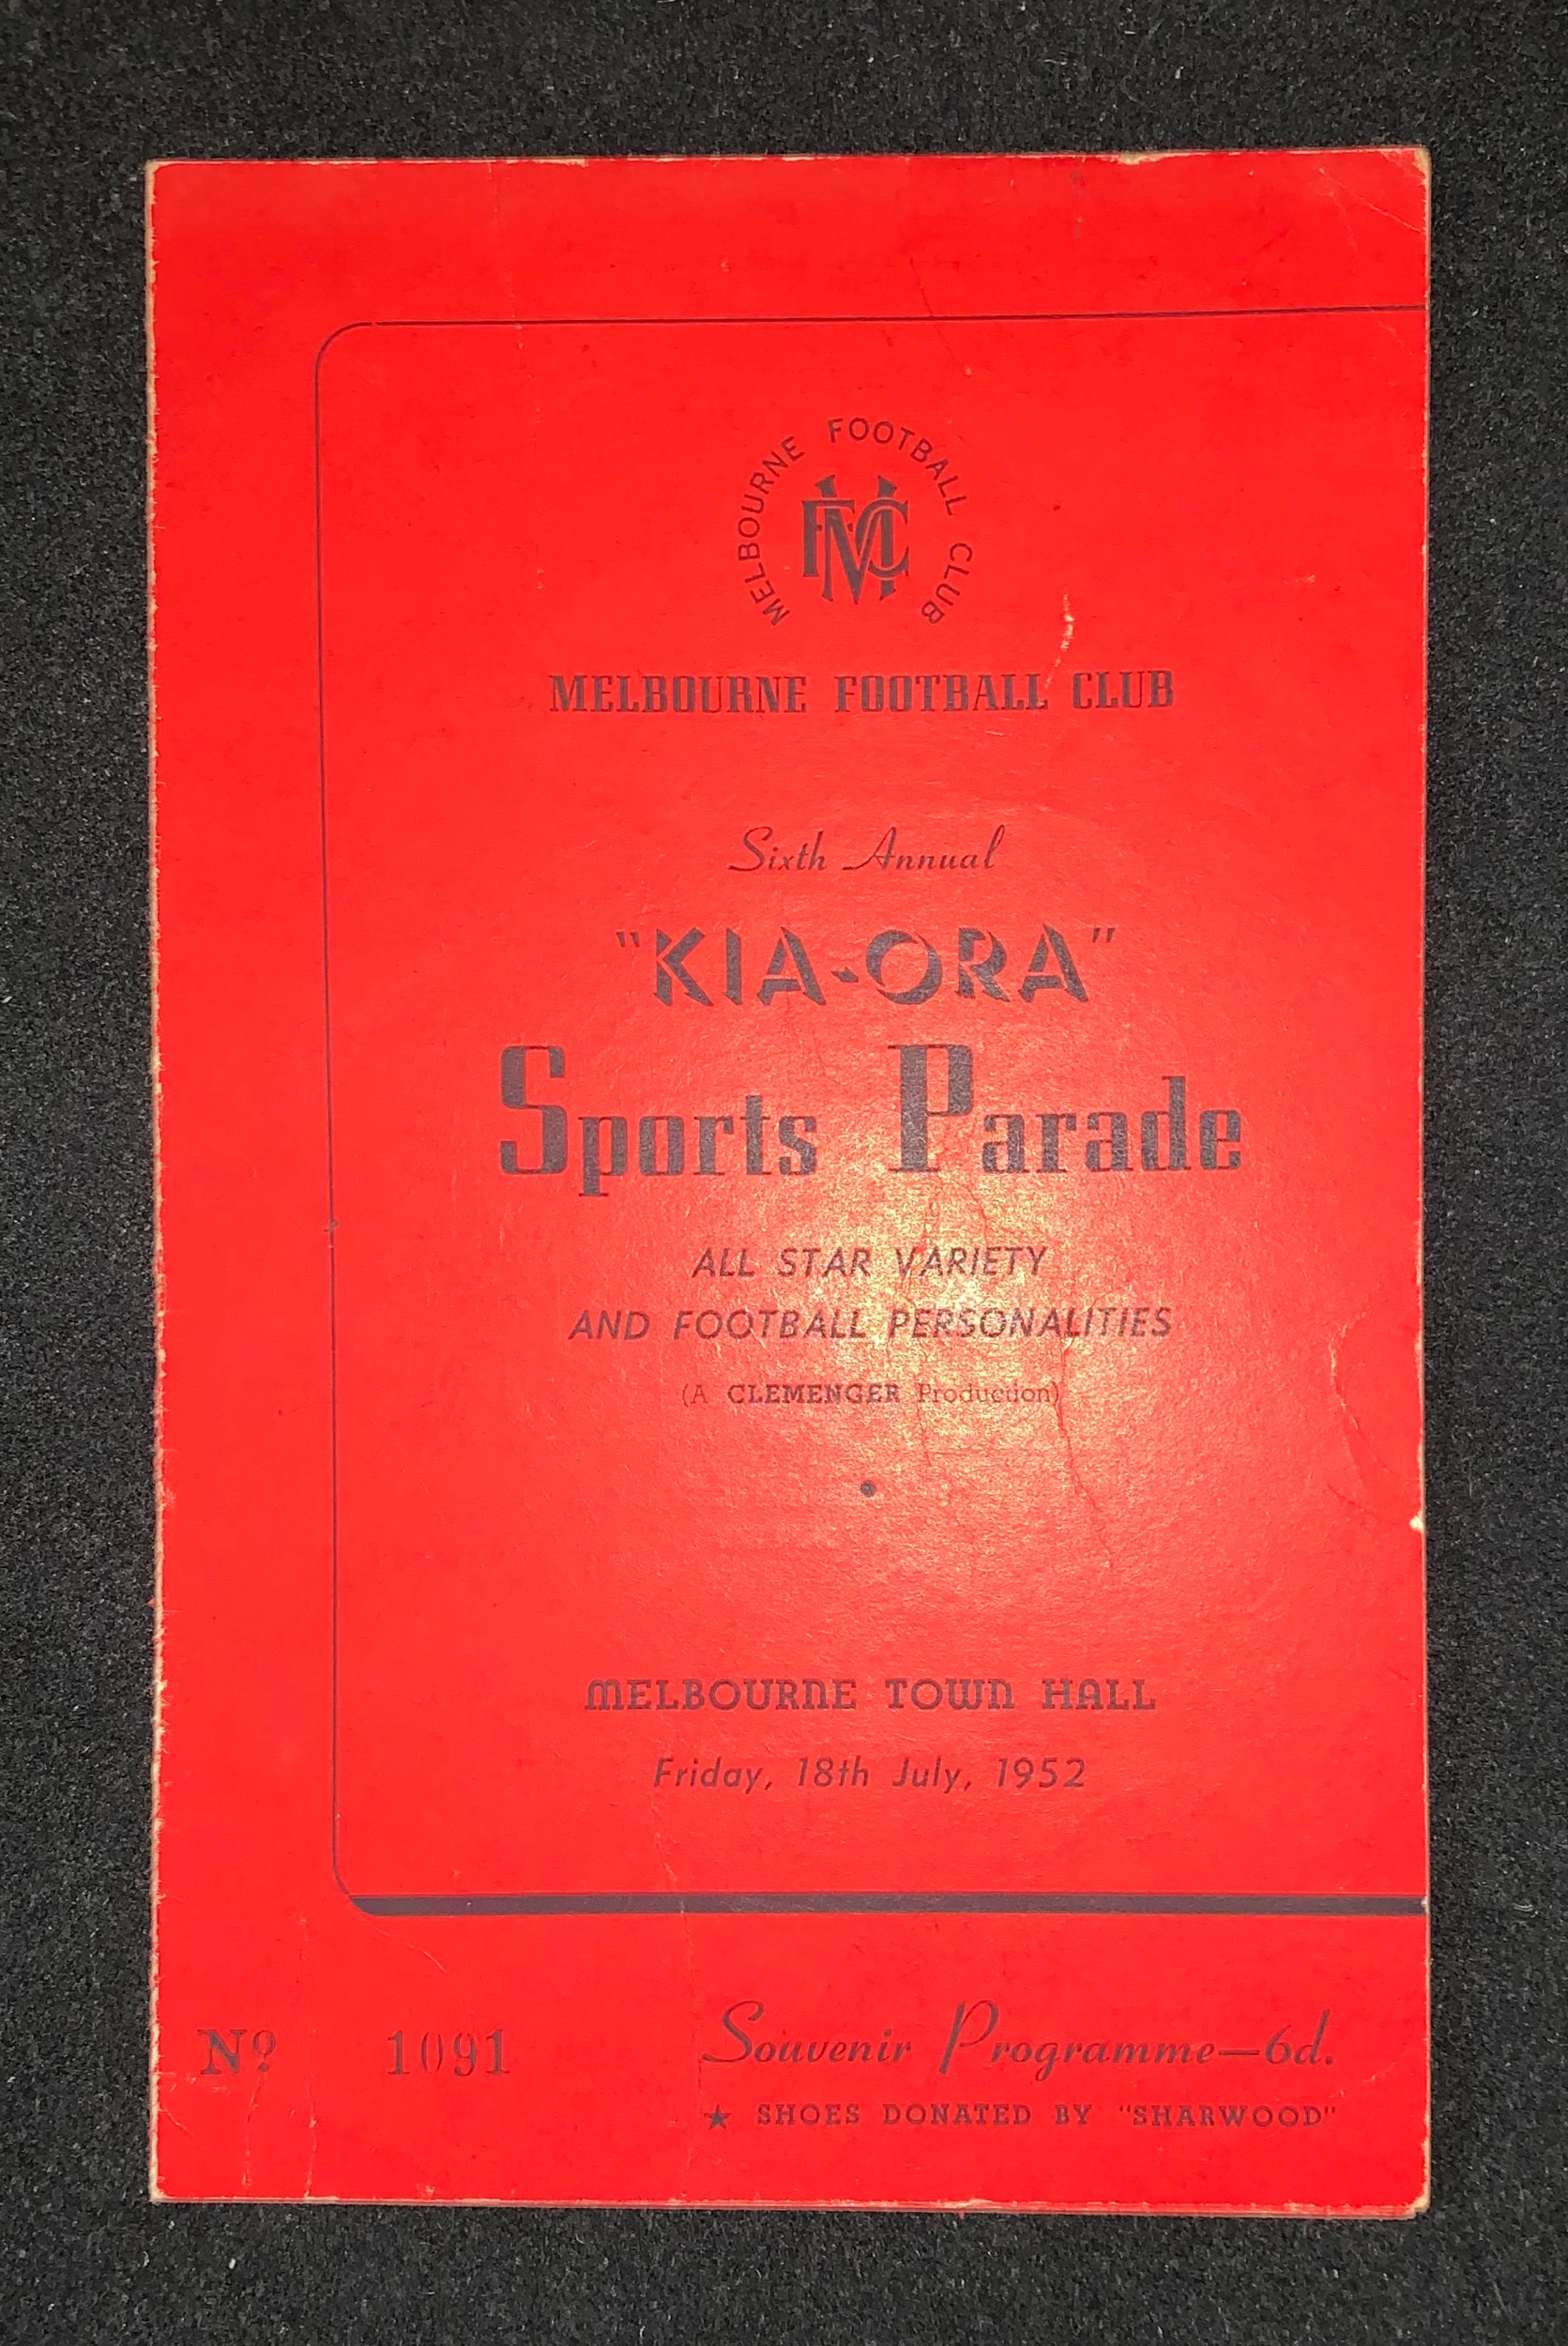 MELBOURNE FOOTBALL CLUB
MFC
MELBOURNE FOOTBALL CLUB
Sixth Annual
"KIA-ORA"
Sports Parade
ALL STAR VARIETY
AND FOOTBALL PERSONALITIES
(A CLEMENGER Production)
•
MELBOURNE TOWN HALL
Friday, 18th July, 1952
Nº 1091
Souvenir Programme—6d.
★ SHOES DONATED BY "SHARWOOD"